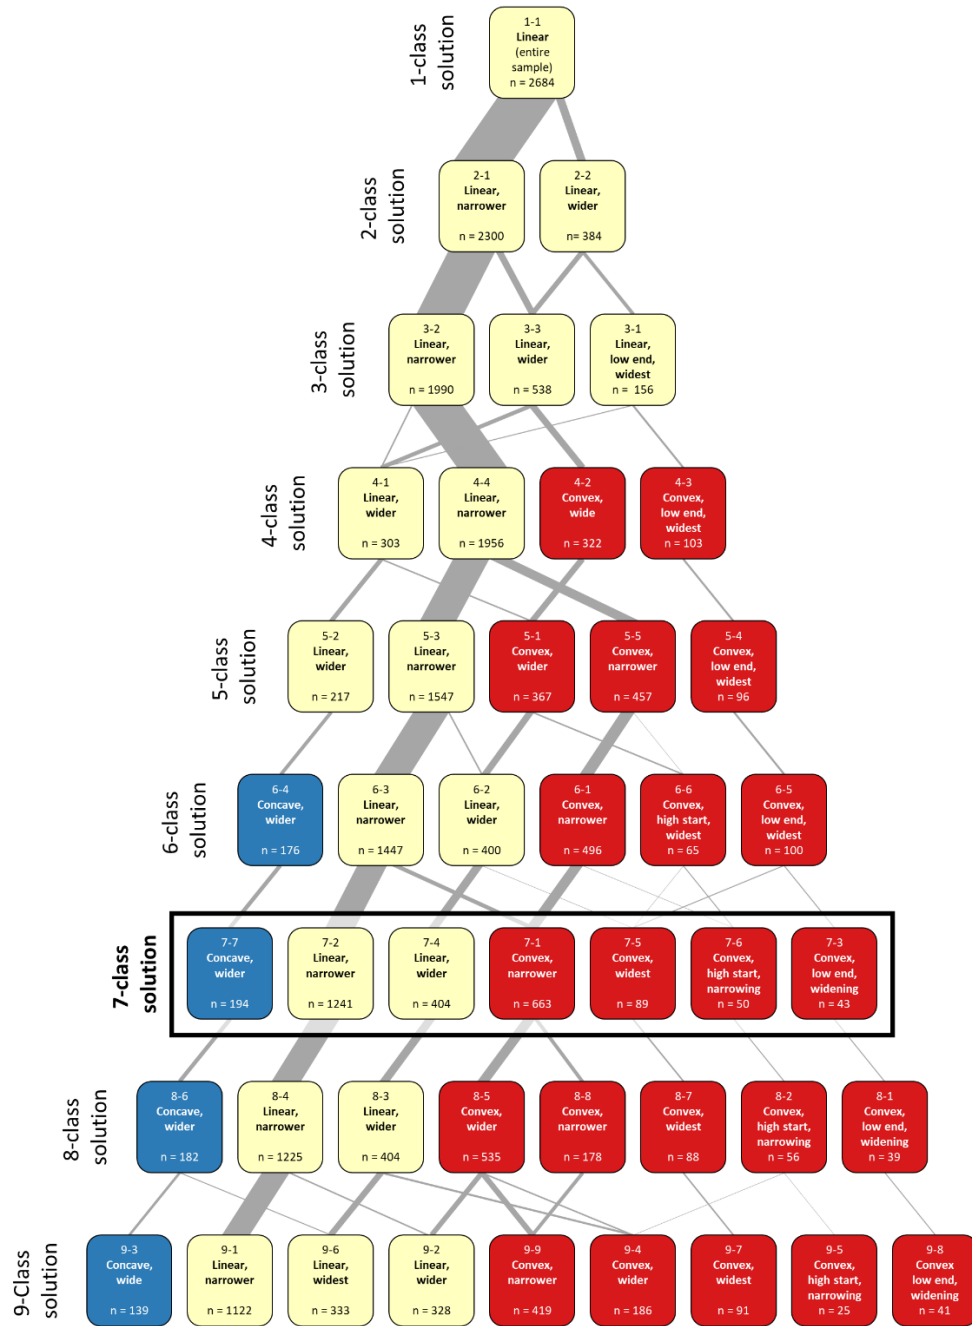 1-class
solution
1-1
Linear
(entire
sample)
n = 2684
2-class
solution
2-1
Linear,
narrower
n = 2300
2-2
Linear,
wider
n= 384
3-class
solution
3-2
Linear,
narrower
n = 1990
3-3
Linear,
wider
n = 538
3-1
Linear,
low end,
widest
n = 156
4-class
solution
4-1
Linear,
wider
n = 303
4-4
Linear,
narrower
n = 1956
4-2
Convex,
wide
n = 322
4-3
Convex,
low end,
widest
n = 103
5-class
solution
5-2
Linear,
wider
n = 217
5-3
Linear,
narrower
n = 1547
5-1
Convex,
wider
n = 367
5-5
Convex,
narrower
n = 457
5-4
Convex,
low end,
widest
n = 96
6-class
solution
6-4
Concave,
wider
n = 176
6-3
Linear,
narrower
n = 1447
6-2
Linear,
wider
n = 400
6-1
Convex,
narrower
n = 496
6-6
Convex,
high start,
widest
n = 65
6-5
Convex,
low end,
widest
n = 100
7-class
solution
7-7
Concave,
wider
n = 194
7-2
Linear,
narrower
n = 1241
7-4
Linear,
wider
n = 404
7-1
Convex,
narrower
n = 663
7-5
Convex,
widest
n = 89
7-6
Convex,
high start,
narrowing
n = 50
7-3
Convex,
low end,
widening
n = 43
8-class
solution
8-6
Concave,
wider
n = 182
8-4
Linear,
narrower
n = 1225
8-3
Linear,
wider
n = 404
8-5
Convex,
wider
n = 535
8-8
Convex,
narrower
n = 178
8-7
Convex,
widest
n = 88
8-2
Convex,
high start,
narrowing
n = 56
8-1
Convex,
low end,
widening
n = 39
9-Class
solution
9-3
Concave,
wide
n = 139
9-1
Linear,
narrower
n = 1122
9-6
Linear,
widest
n = 333
9-2
Linear,
wider
n = 328
9-9
Convex,
narrower
n = 419
9-4
Convex,
wider
n = 186
9-7
Convex,
widest
n = 91
9-5
Convex,
high start,
narrowing
n = 25
9-8
Convex
low end,
widening
n = 41